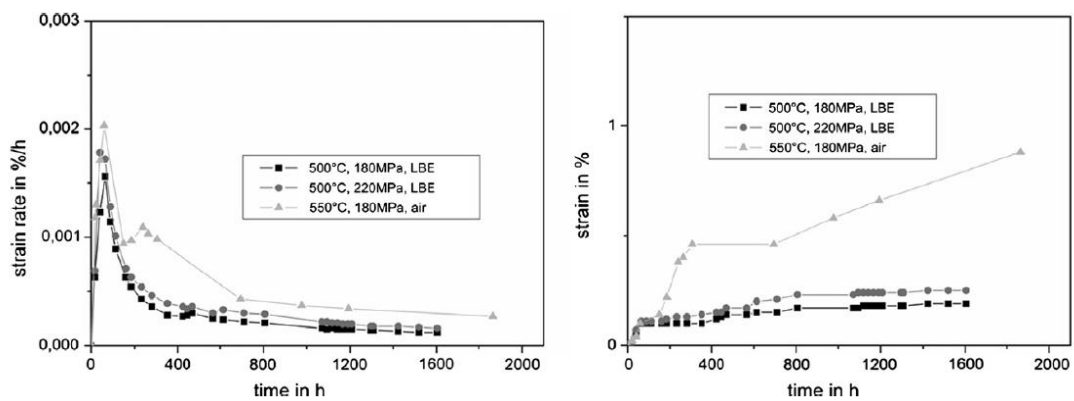 0,003
0,002
0,001
0,000
strain rate in %/h
500°C, 180MPa, LBE
500°C, 220MPa, LBE
550°C, 180MPa, air
0 400 800 1200 1600 2000
time in h
1
0
strain in %
500°C, 180MPa, LBE
500°C, 220MPa, LBE
550°C, 180MPa, air
0 400 800 1200 1600 2000
time in h